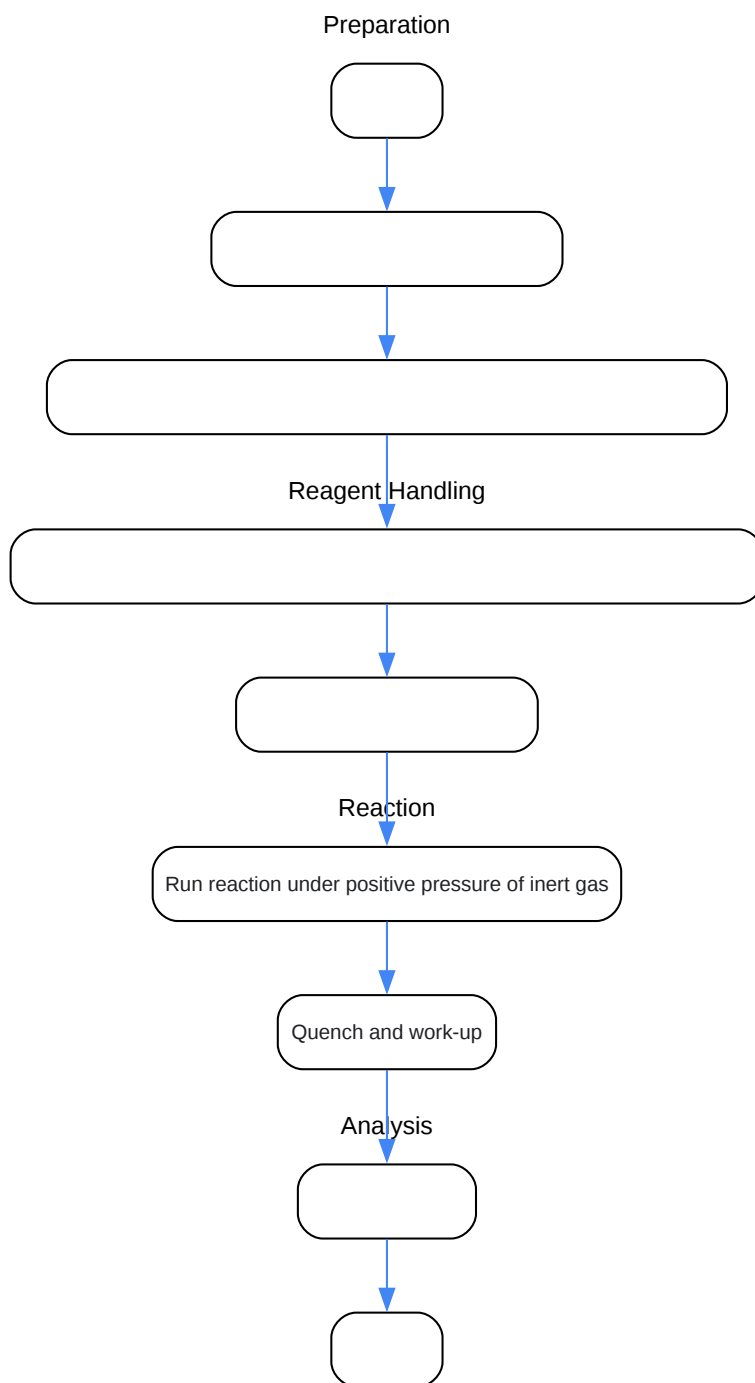 Preparation
Reagent Handling
Reaction
Run reaction under positive pressure of inert gas
Quench and work-up
Analysis